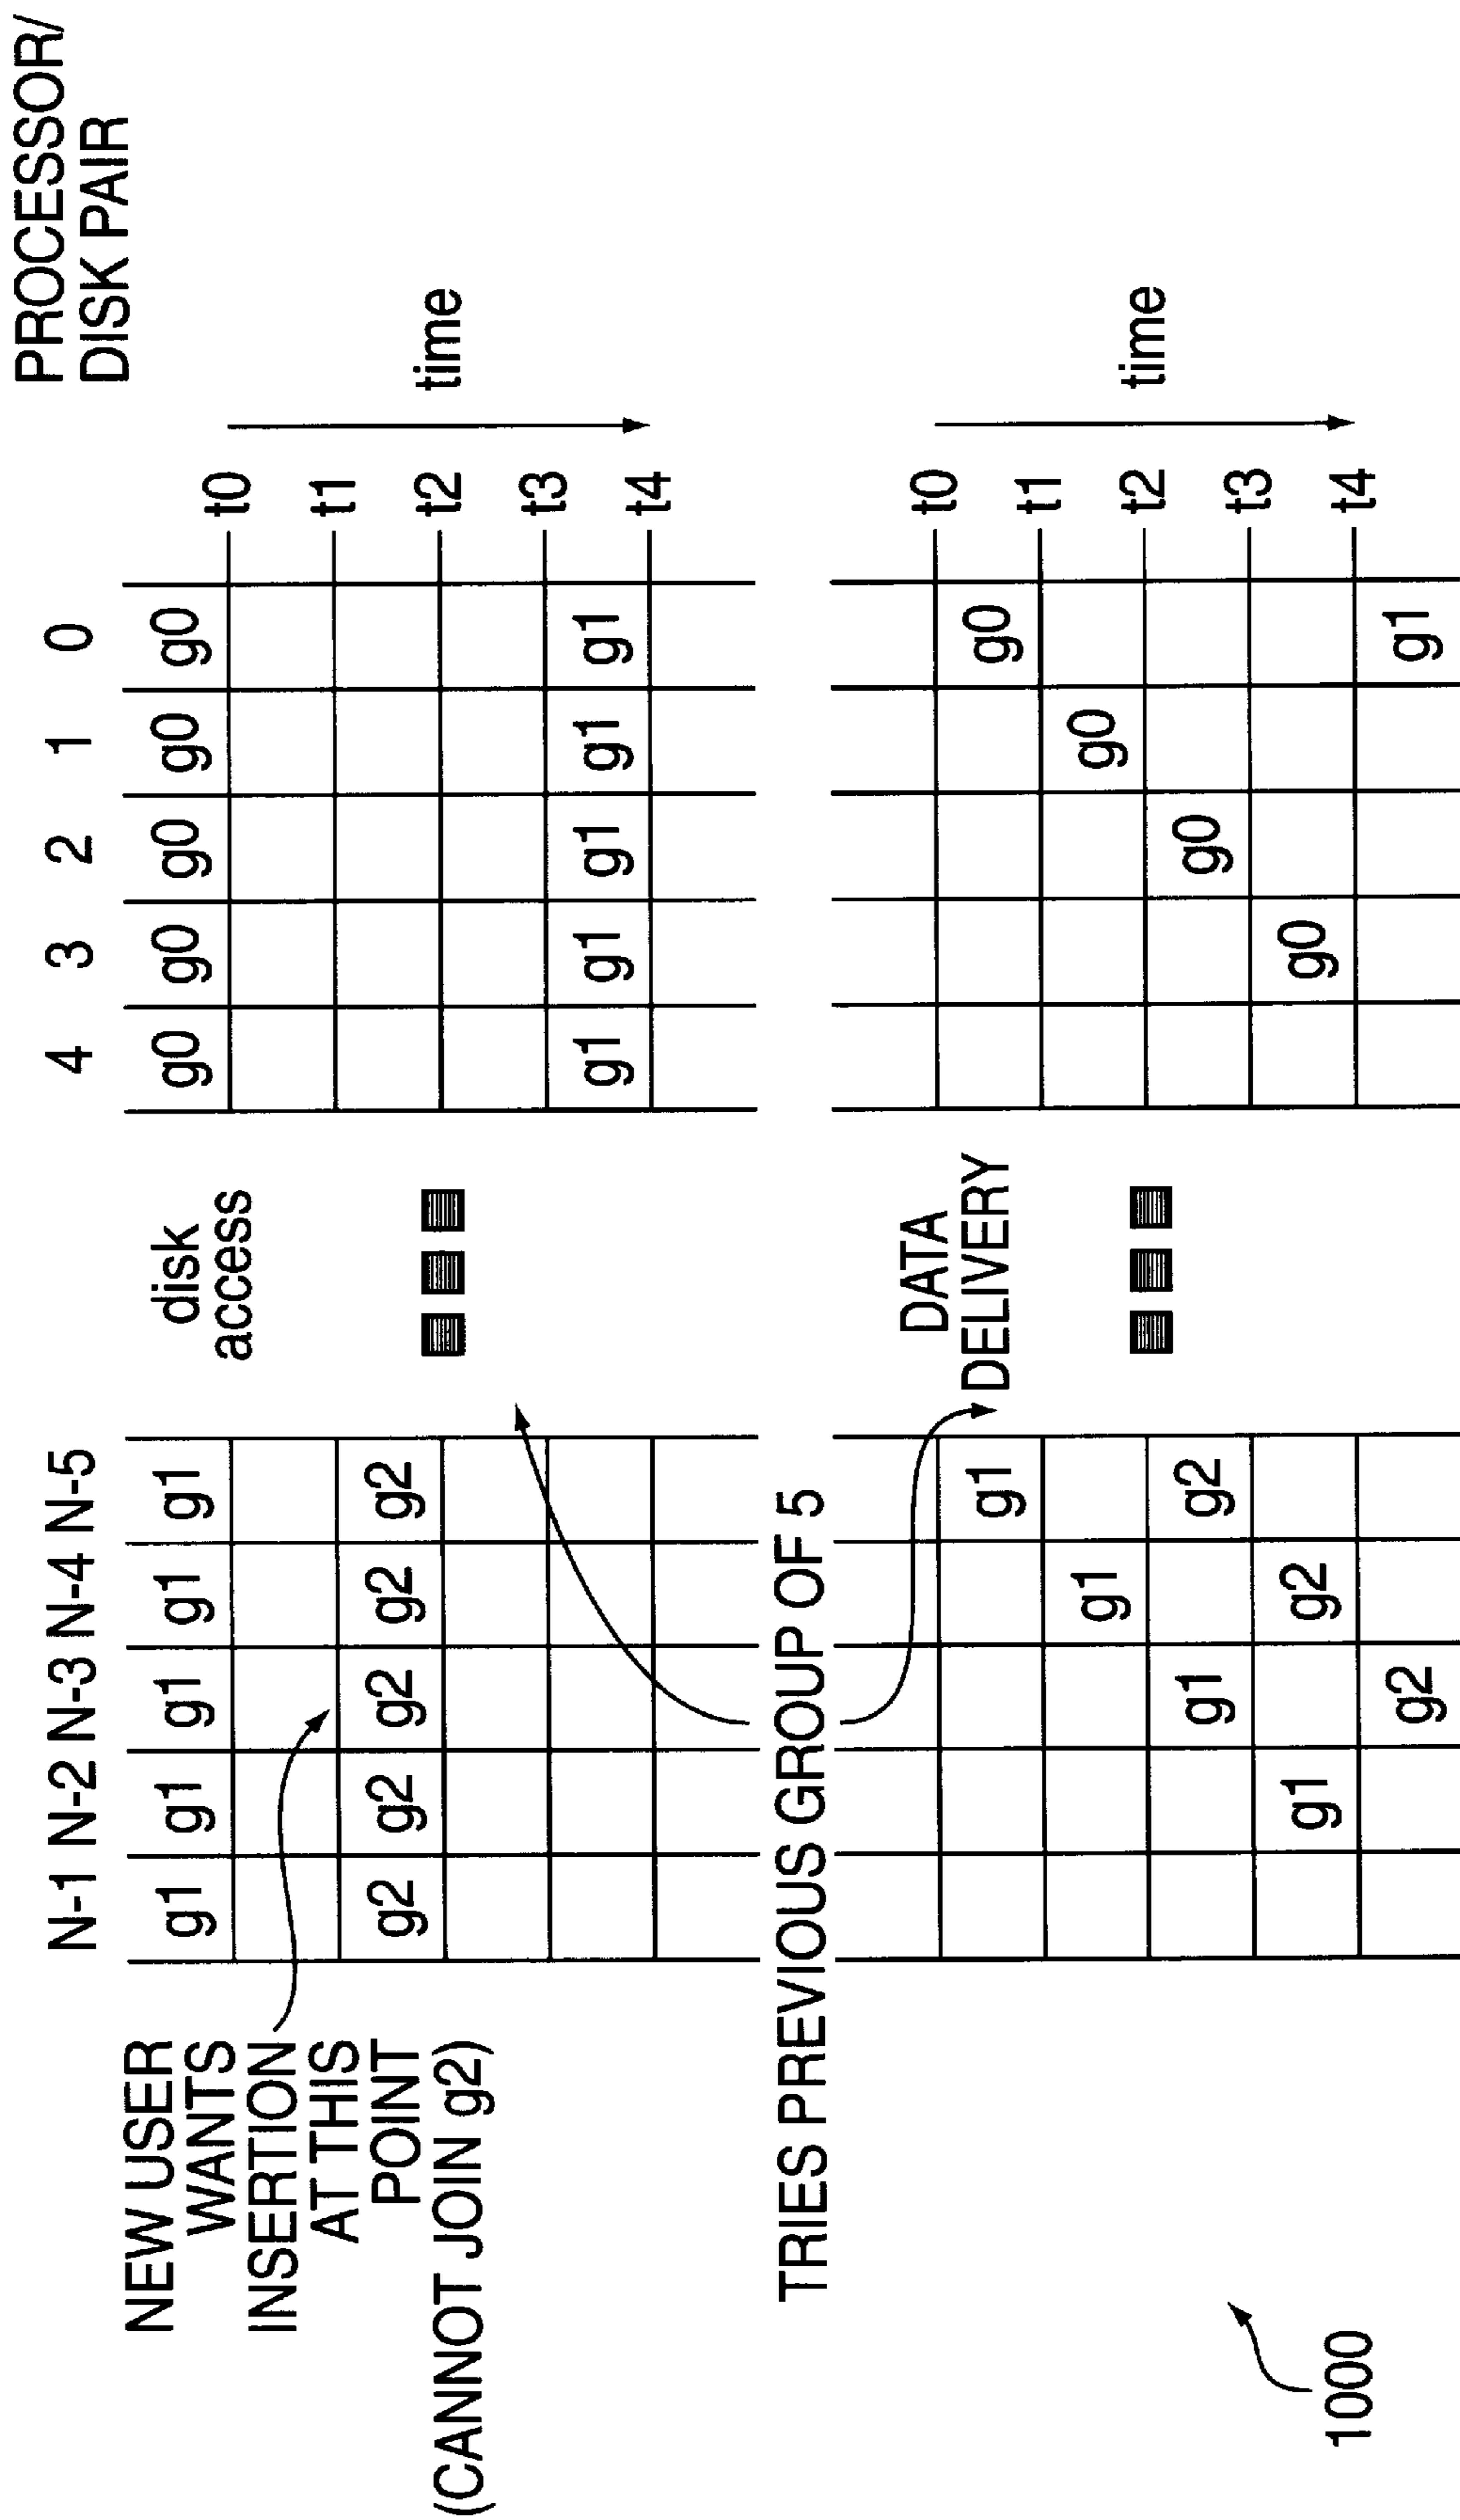 PROCESSOR/
DISK PAIR
N-1 N-2 N-3 N-4 N-5
4 3 2 1 0
NEW USER
WANTS
INSERTION
AT THIS
POINT
(CANNOT JOIN g2)
disk
access
g1 g1 g1 g1 g1
g0 g0 g0 g0 g0
t0
t1
g2 g2 g2 g2 g2
t2
t3
g1 g1 g1 g1 g1
t4
time
TRIES PREVIOUS GROUP OF 5
DATA
DELIVERY
t0
g1
g0
t1
g1
g0
t2
g1 g2
g0
t3
g1 g2
g0
t4
g2
g1
time
1000